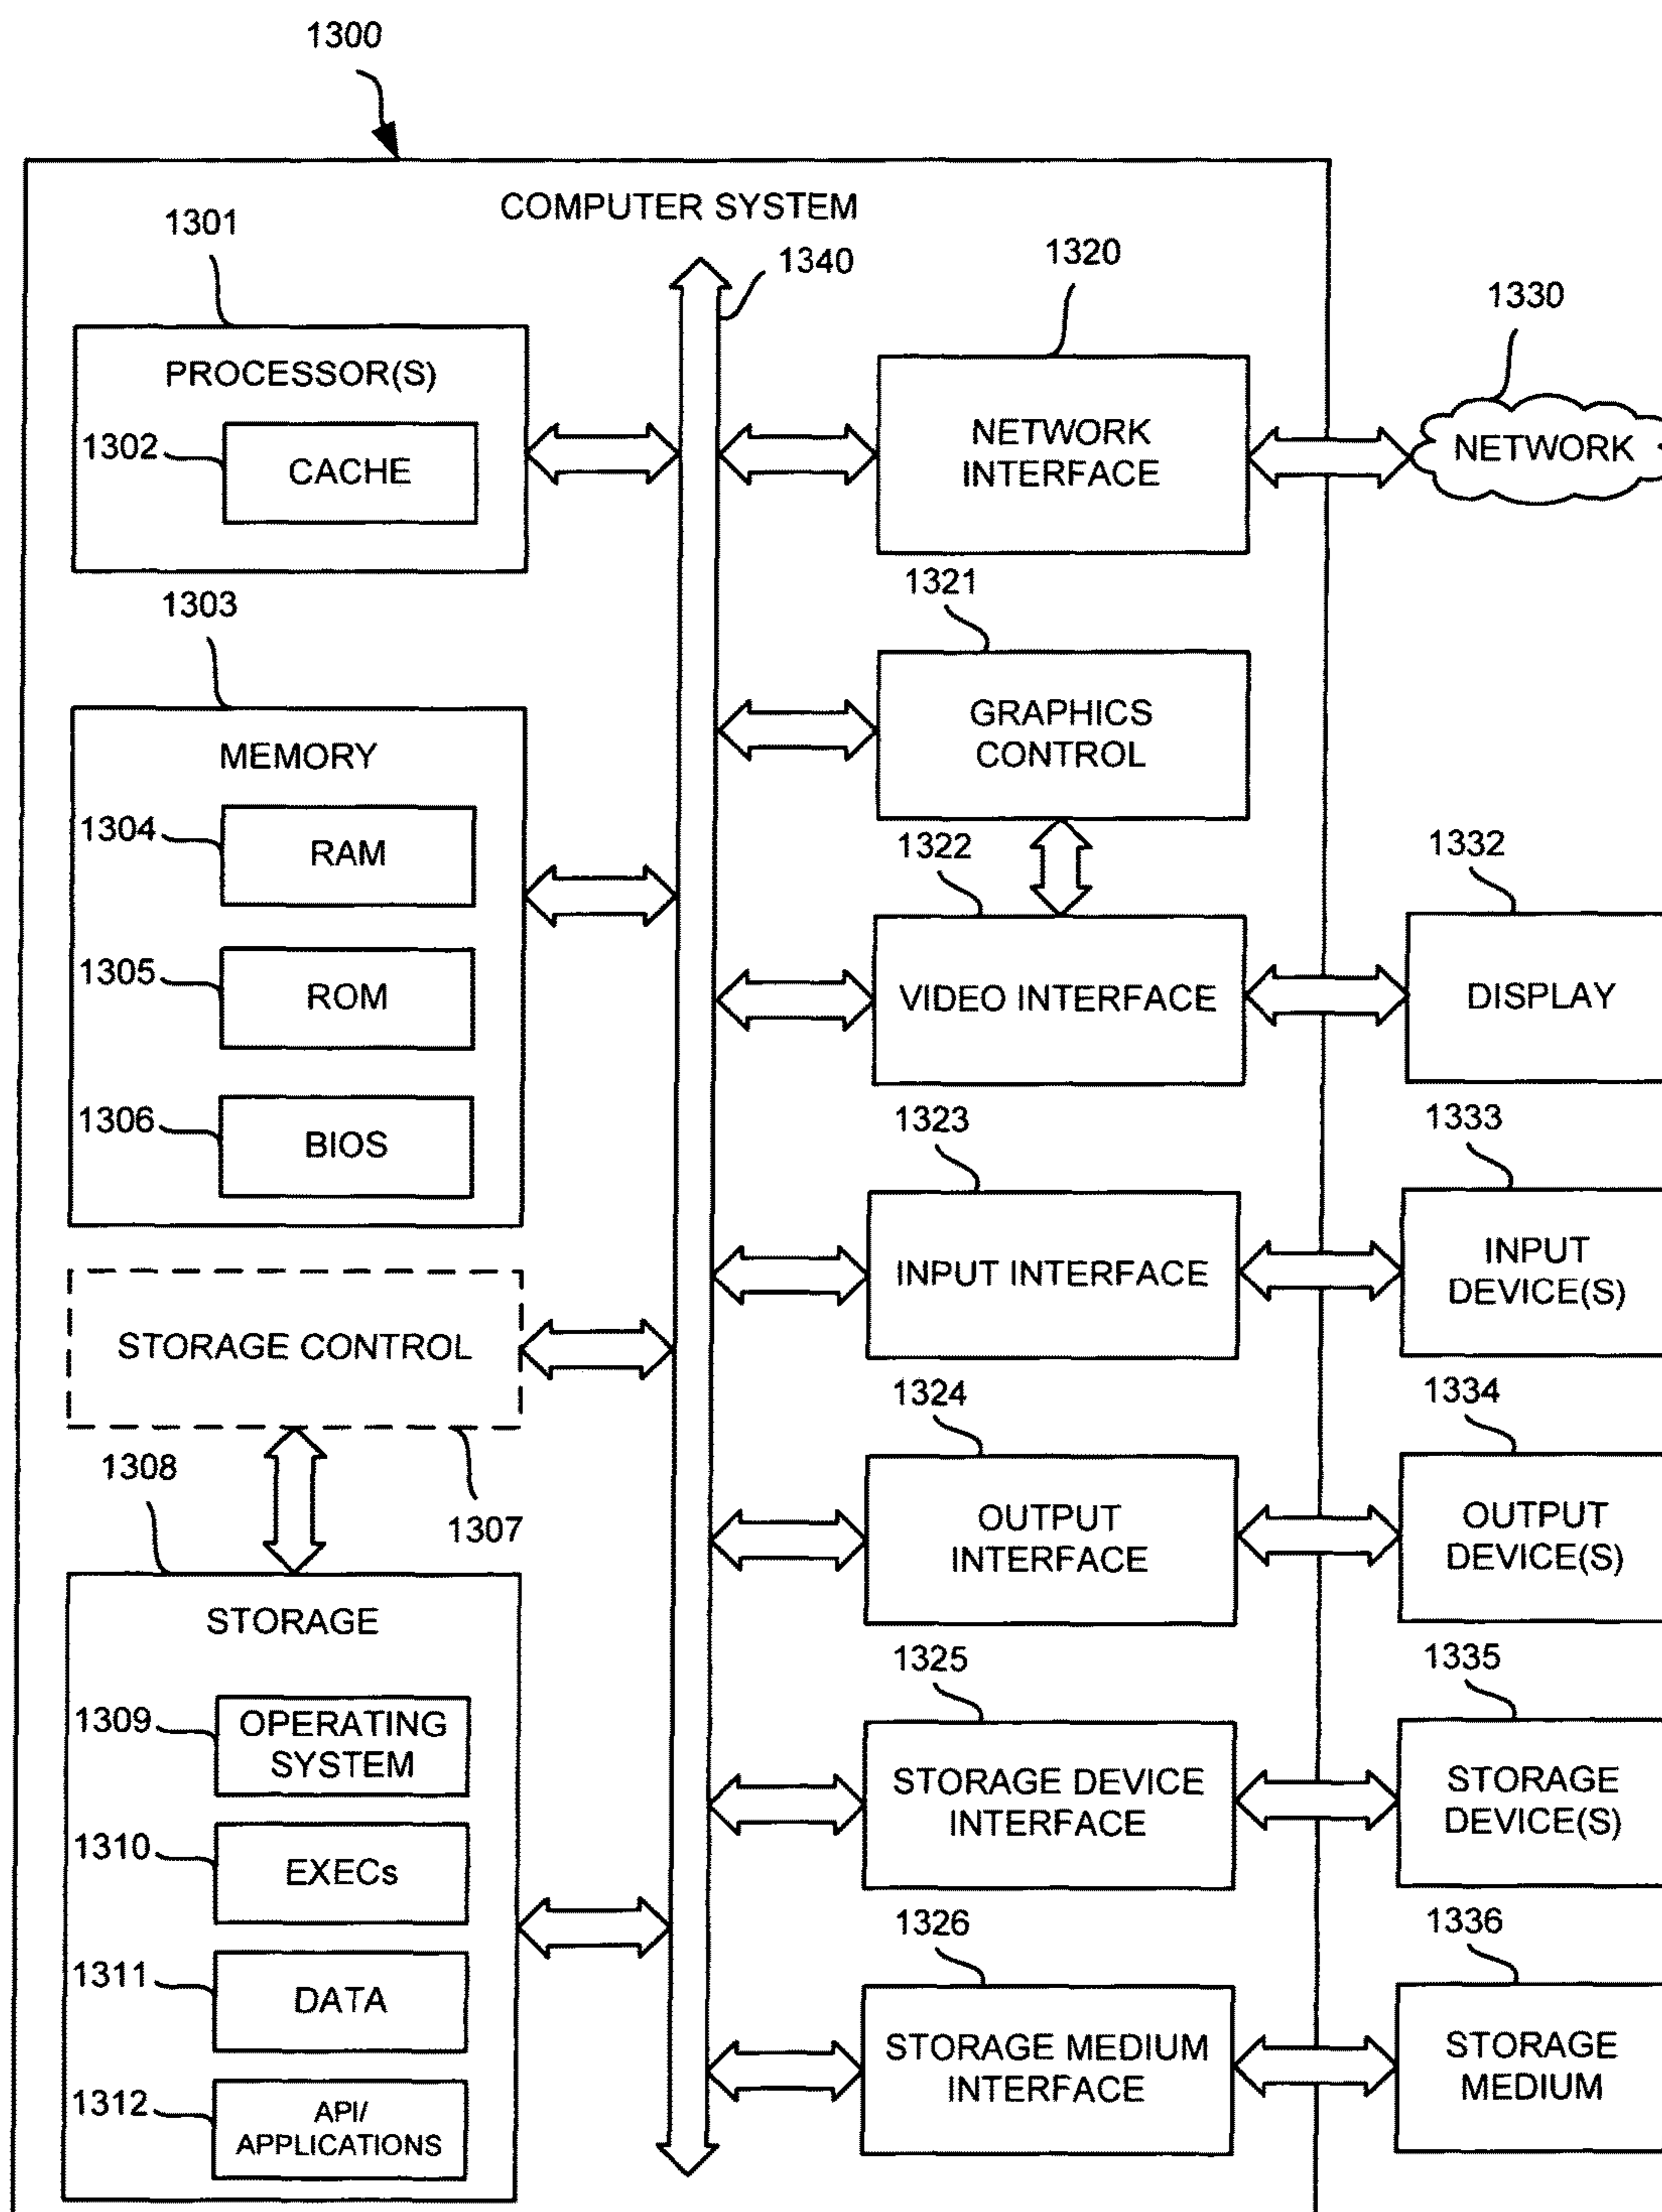 1300
COMPUTER SYSTEM
1301
1340
1320
1330
PROCESSOR(S)
1302
CACHE
NETWORK
INTERFACE
NETWORK
1303
1321
MEMORY
GRAPHICS
CONTROL
1304
RAM
1322
1332
1305
ROM
VIDEO INTERFACE
DISPLAY
1306
BIOS
1323
1333
STORAGE CONTROL
INPUT INTERFACE
INPUT
DEVICE(S)
1308
1307
1324
1334
OUTPUT
INTERFACE
OUTPUT
DEVICE(S)
STORAGE
1325
1335
1309
OPERATING
SYSTEM
STORAGE DEVICE
INTERFACE
STORAGE
DEVICE(S)
1310
EXECs
1326
1336
1311
DATA
STORAGE MEDIUM
INTERFACE
STORAGE
MEDIUM
1312
API/
APPLICATIONS